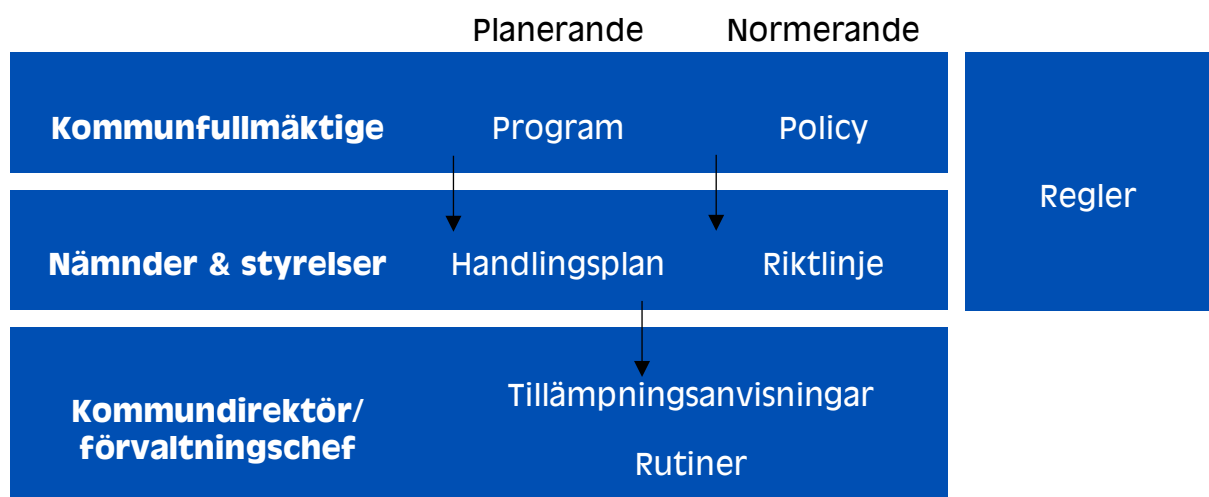 Planerande Normerande
Kommunfullmäktige Program Policy
Regler
Nämnder & styrelser Handlingsplan Riktlinje
Tillämpningsanvisningar
Kommundirektör/
förvaltningschef
Rutiner